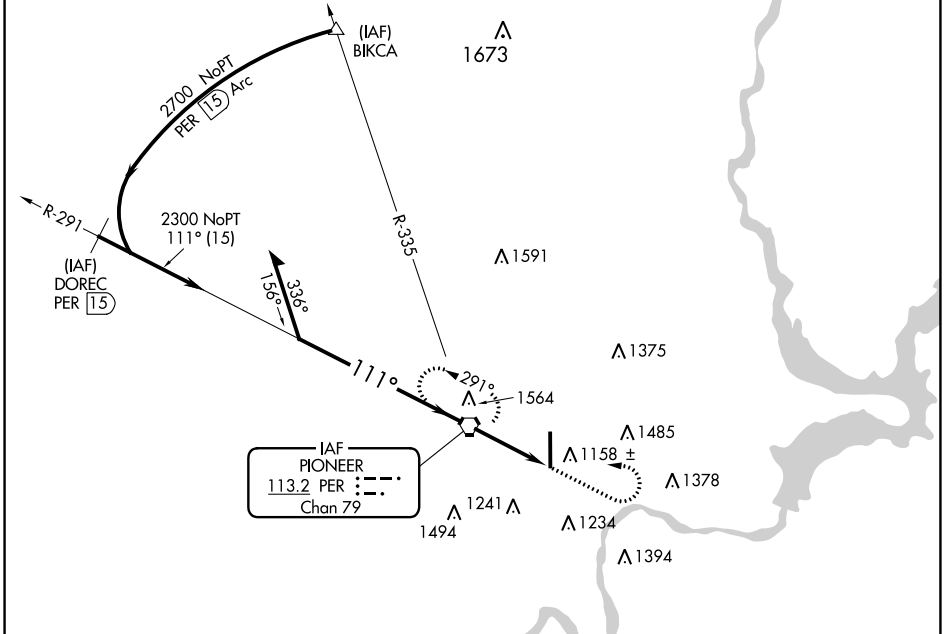 (IAF)
BIKCA
1673
2700 NoPT
PER 15 Arc
R-291
2300 NoPT
111° (15)
R-335
(IAF)
DOREC
PER 15
1591
336°
156°
1375
111°
291°
1564
1485
1158 ±
IAF
PIONEER
113.2 PER
Chan 79
1378
1241
1494
1234
1394